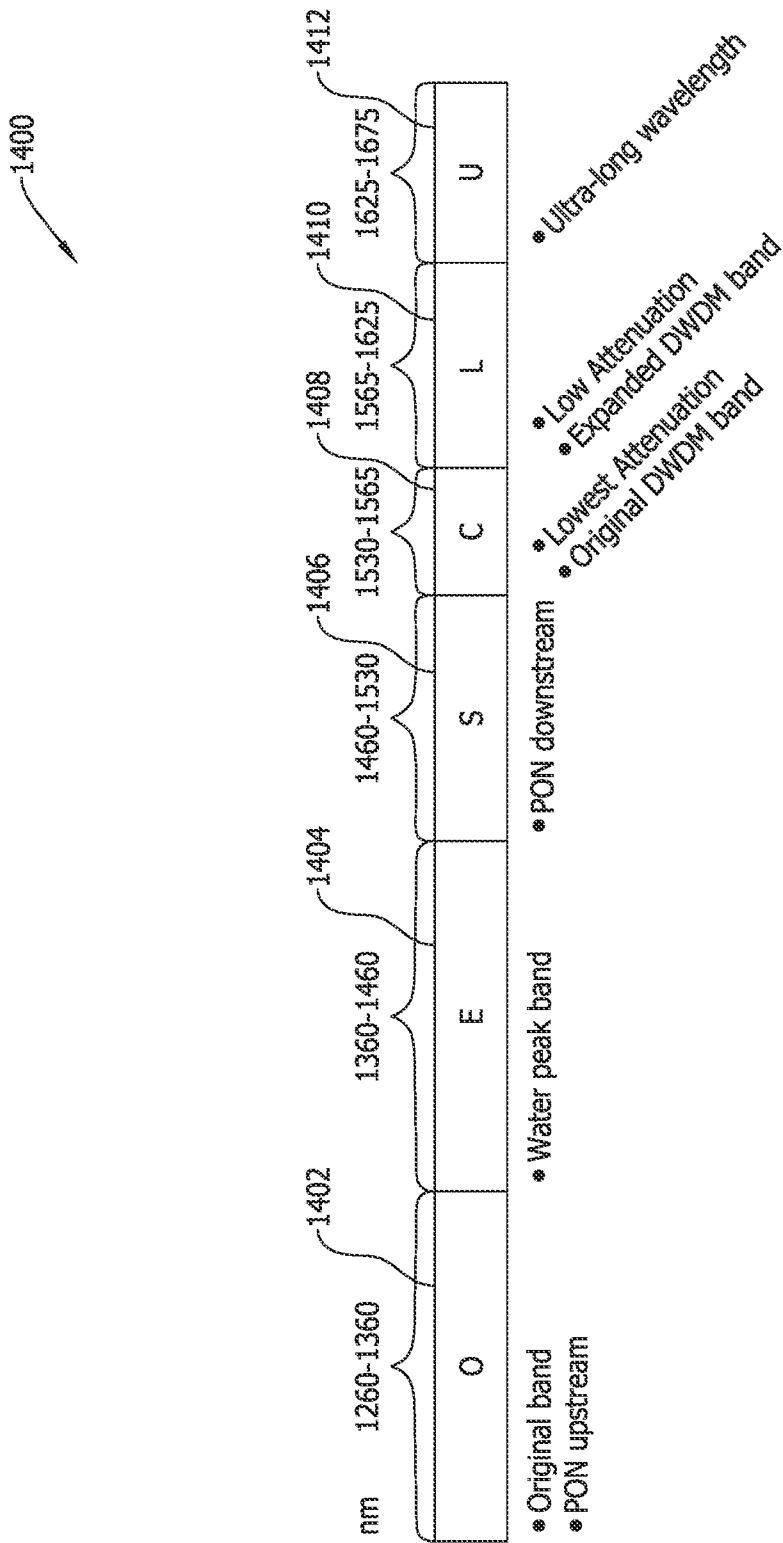 1400
nm
1260-1360
1402
1360-1460
1404
1460-1530
1406
1530-1565
1408
1565-1625
1410
1625-1675
1412
O
E
S
C
L
U
• Original band
• PON upstream
• Water peak band
• PON downstream
• Lowest Attenuation
• Original DWDM band
• Low Attenuation
• Expanded DWDM band
• Ultra-long wavelength